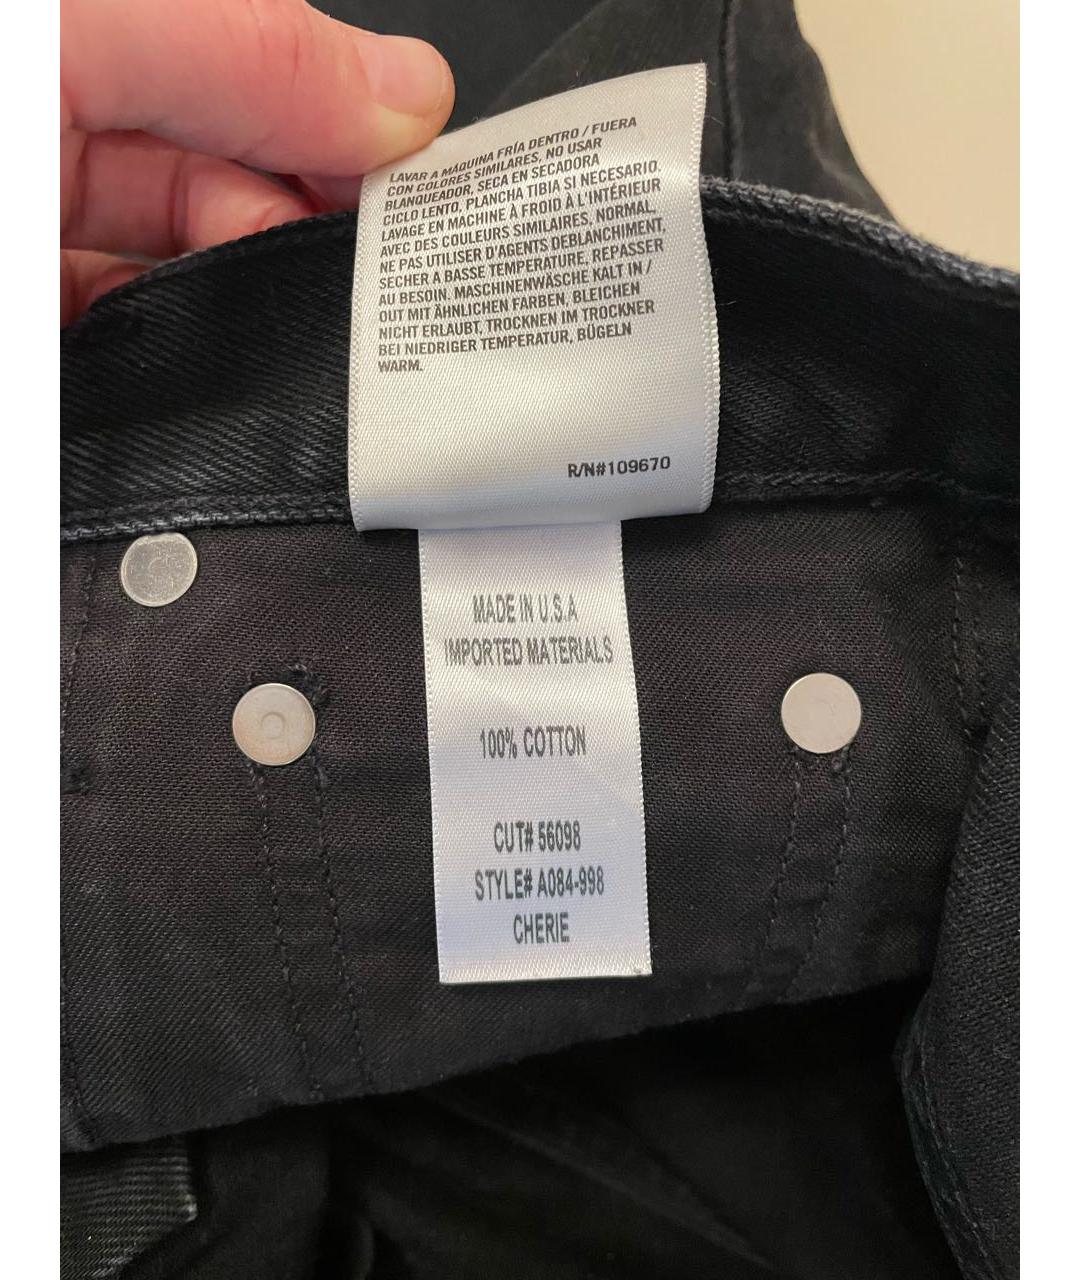 LAVAR A MÁQUINA FRÍA DENTRO / FUERA
CON COLORES SIMILARES, NO USAR
BLANQUEADOR, SECA EN SECADORA
CICLO LENTO, PLANCHA TIBIA SI NECESARIO.
LAVAGE EN MACHINE À FROID À L'INTÉRIEUR
AVEC DES COULEURS SIMILAIRES, NORMAL,
NE PAS UTILISER D'AGENTS DEBLANCHIMENT,
SECHER A BASSE TEMPERATURE, REPASSER
AU BESOIN. MASCHINENWÄSCHE KALT IN /
OUT MIT ÄHNLICHEN FARBEN, BLEICHEN
NICHT ERLAUBT, TROCKNEN IM TROCKNER
BEI NIEDRIGER TEMPERATUR, BÜGELN
WARM.
R/N#109670
MADE IN U.S.A
IMPORTED MATERIALS
100% COTTON
CUT# 56098
STYLE# A084-998
CHERIE